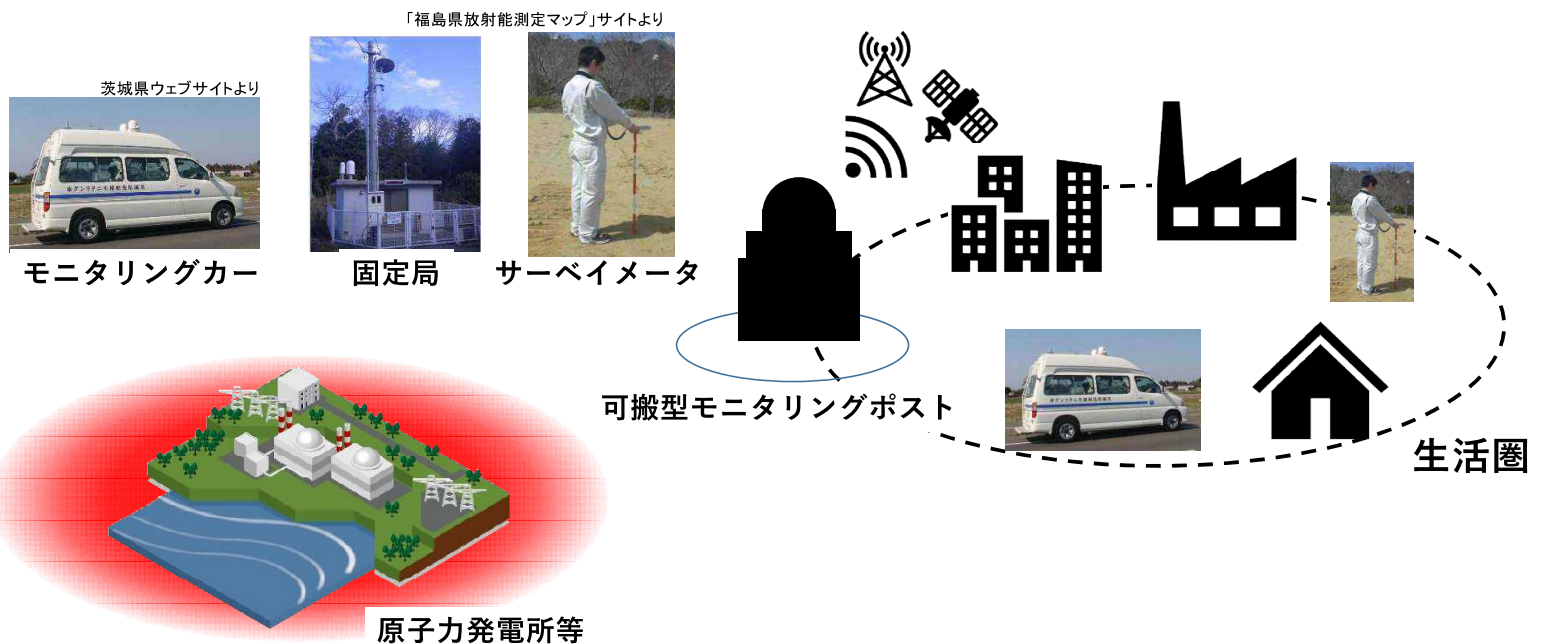 「福島県放射能測定マップ」サイトより
茨城県ウェブサイトより
モニタリングカー
固定局
サーベイメータ
可搬型モニタリングポスト
生活圏
原子力発電所等